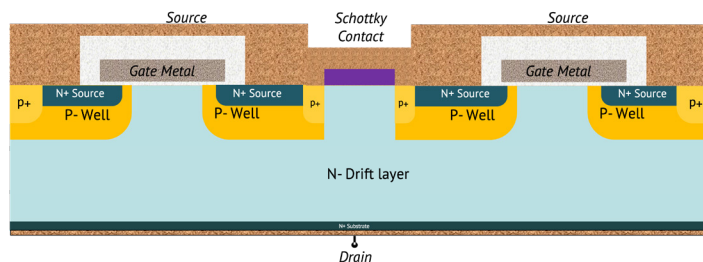 Source
Schottky
Contact
Source
Gate Metal
Gate Metal
p+
N+ Source
N+ Source
p+
p+
N+ Source
N+ Source
p+
P- Well
P- Well
P- Well
P- Well
N- Drift layer
N+ Substrate
Drain